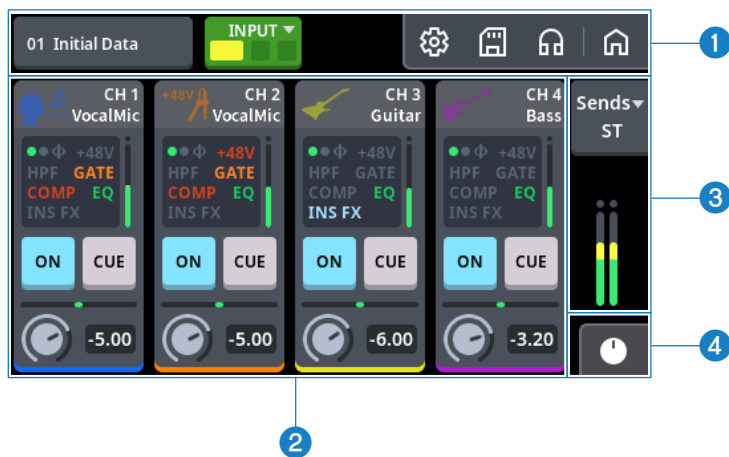 01 Initial Data
INPUT
1
CH 1
VocalMic
Φ +48V
HPF GATE
COMP EQ
INS FX
ON CUE
-5.00
+48V
CH 2
VocalMic
Φ +48V
HPF GATE
COMP EQ
INS FX
ON CUE
-5.00
CH 3
Guitar
Φ +48V
HPF GATE
COMP EQ
INS FX
ON CUE
-6.00
CH 4
Bass
Φ +48V
HPF GATE
COMP EQ
INS FX
ON CUE
-3.20
Sends
ST
3
4
2